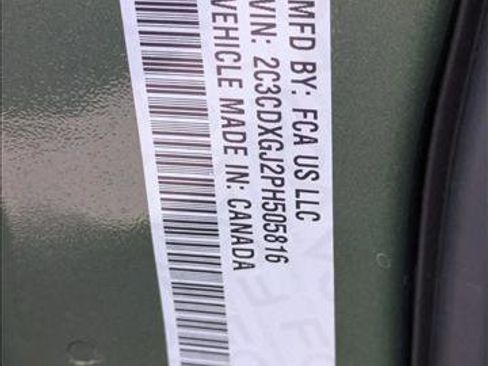 MFD BY: FCA US LLC
VIN: 2C3CDXGJ2PH505816
VEHICLE MADE IN: CANADA